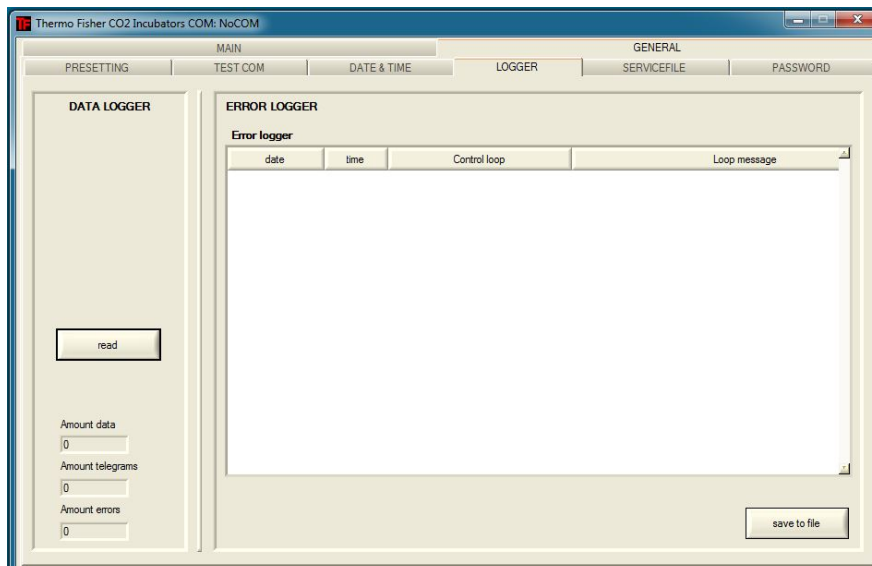 TF Thermo Fisher CO2 Incubators COM: NoCOM
MAIN GENERAL
PRESETTING TEST COM DATE & TIME LOGGER SERVICEFILE PASSWORD
DATA LOGGER
read
Amount data
0
Amount telegrams
0
Amount errors
0
ERROR LOGGER
Error logger
date time Control loop Loop message
save to file